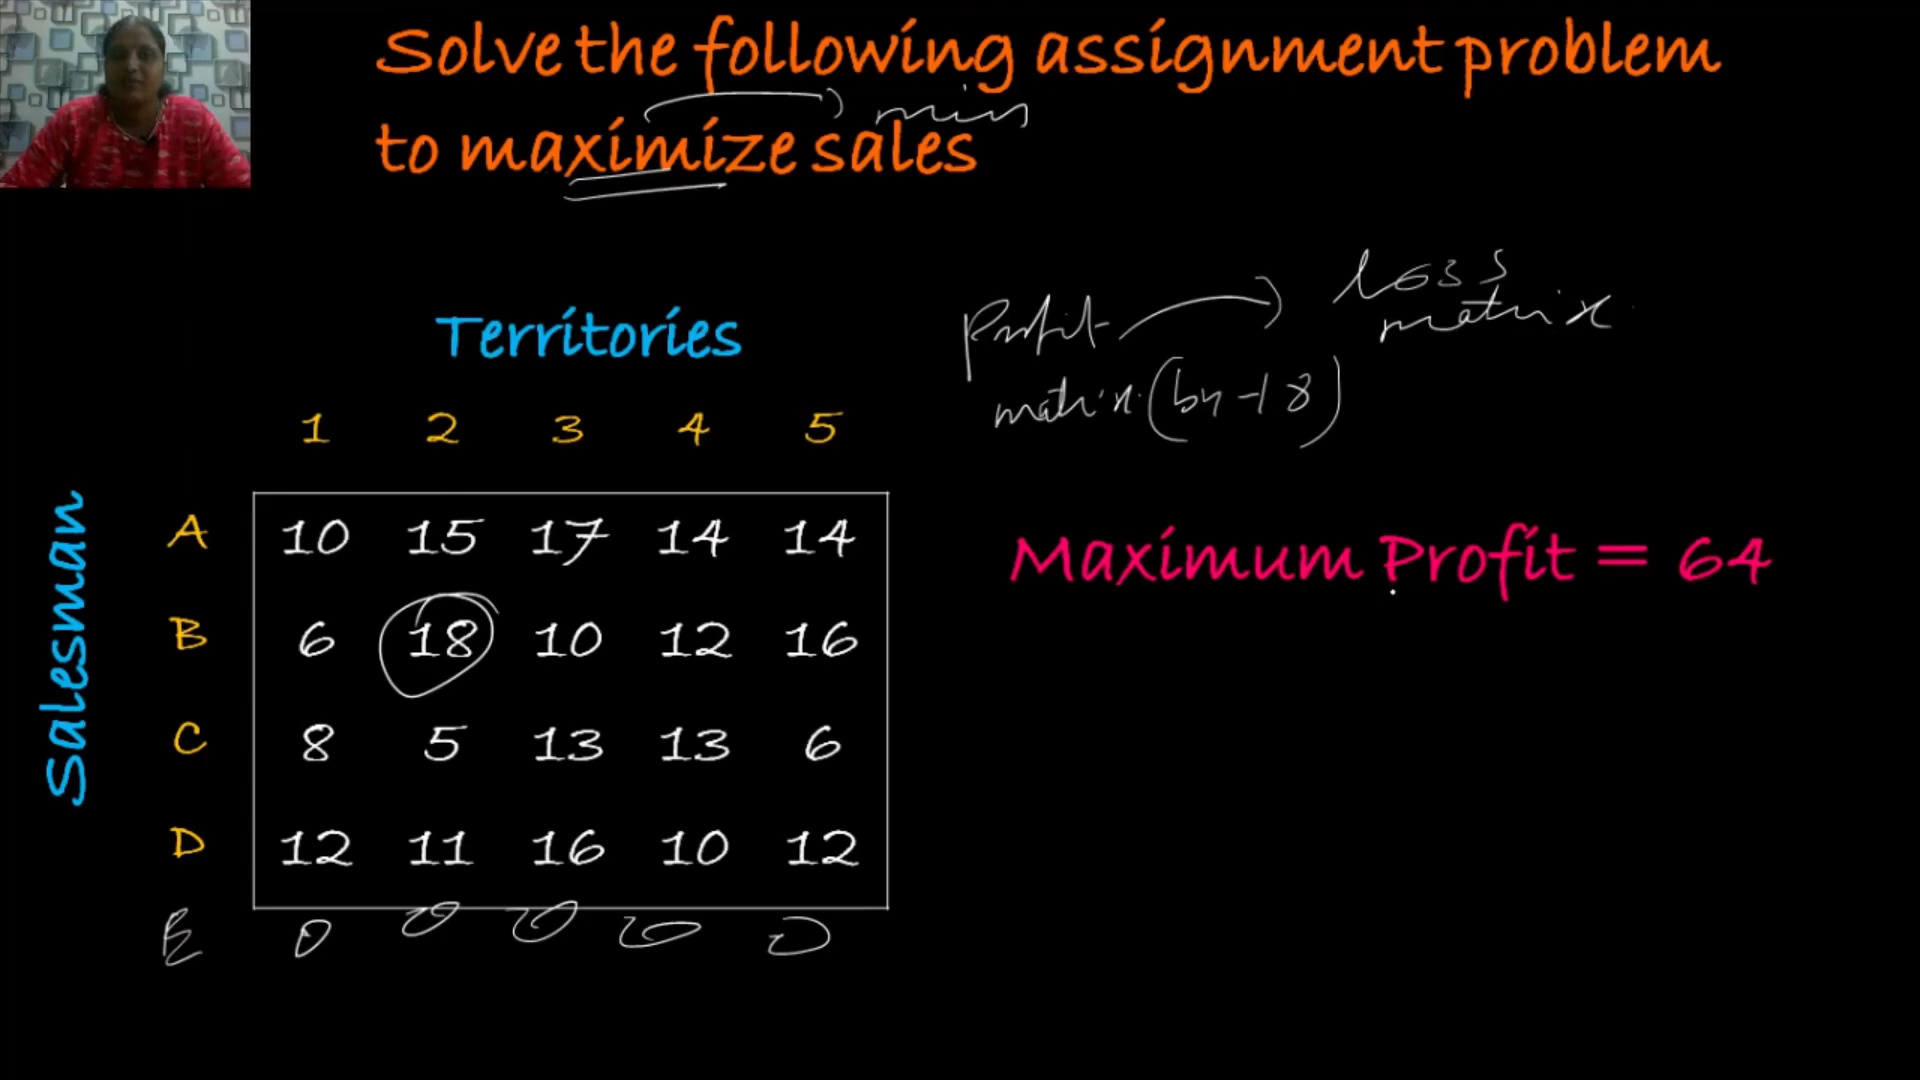 Solve the following assignment problem
to maximize sales
min
Profit loss
matrix
matrix (by -18)
Territories
1 2 3 4 5
Salesman
A 10 15 17 14 14
B 6 18 10 12 16
C 8 5 13 13 6
D 12 11 16 10 12
E 0 0 0 0 0
Maximum Profit = 64